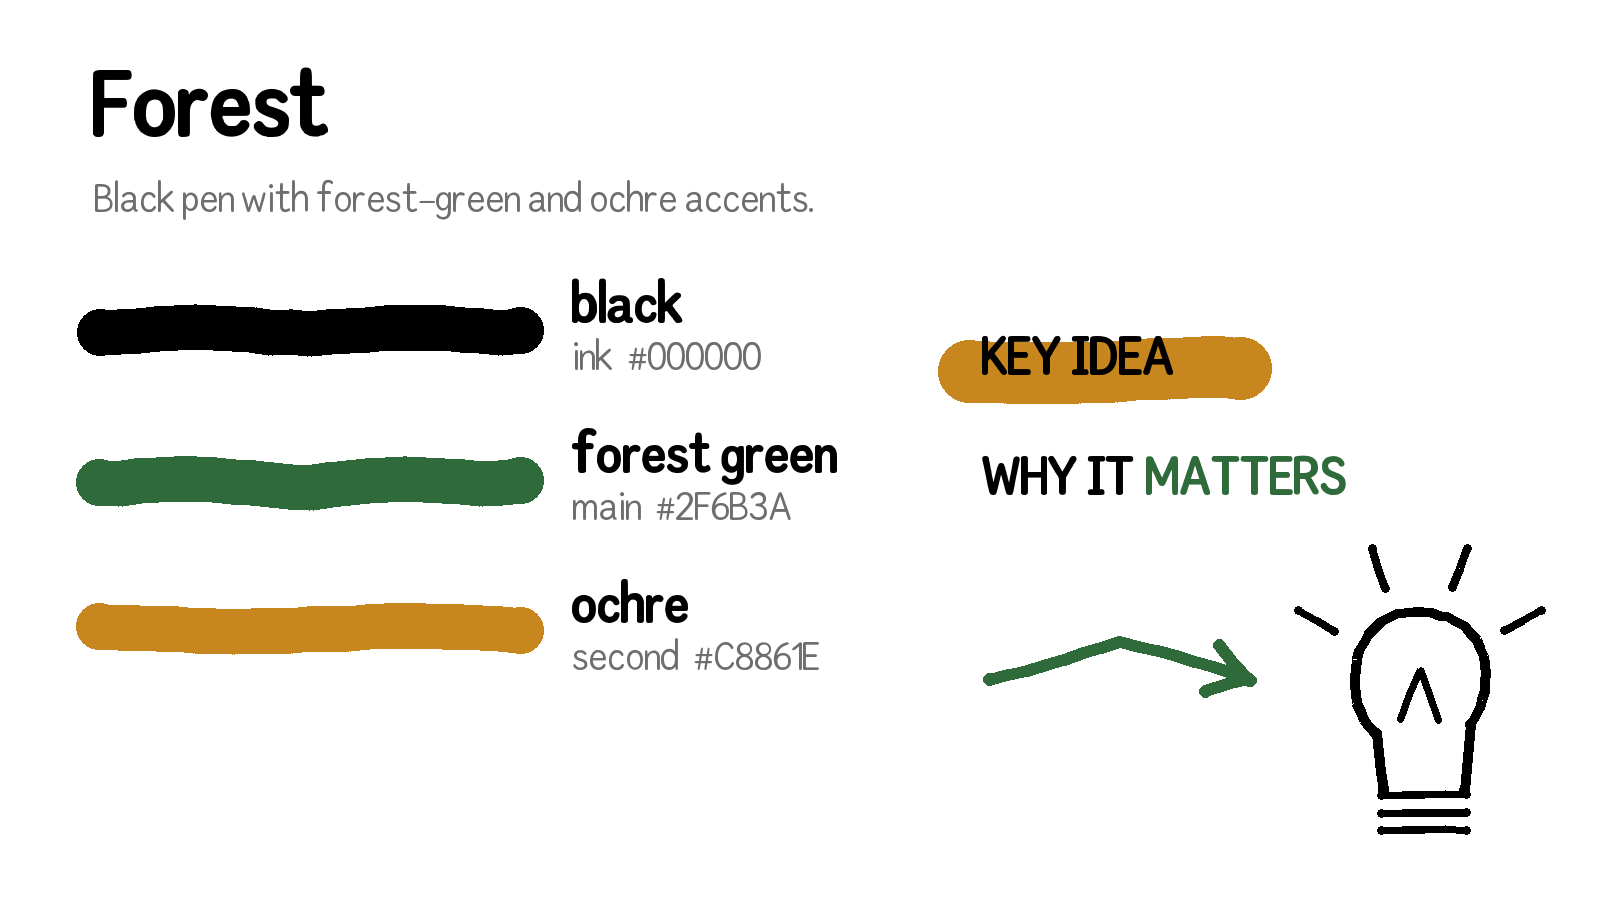 Forest
Black pen with forest-green and ochre accents.
black
ink #000000
forest green
main #2F6B3A
ochre
second #C8861E
KEY IDEA
WHY IT MATTERS